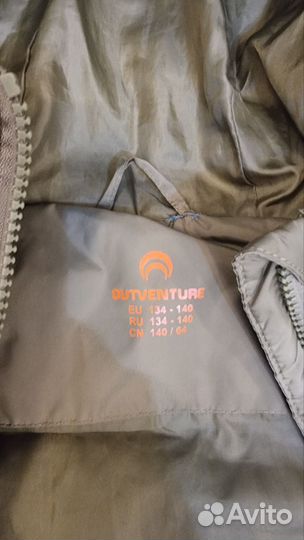 OUTVENTURE
EU 134 - 140
RU 134 - 140
CN 140 / 64
Avito